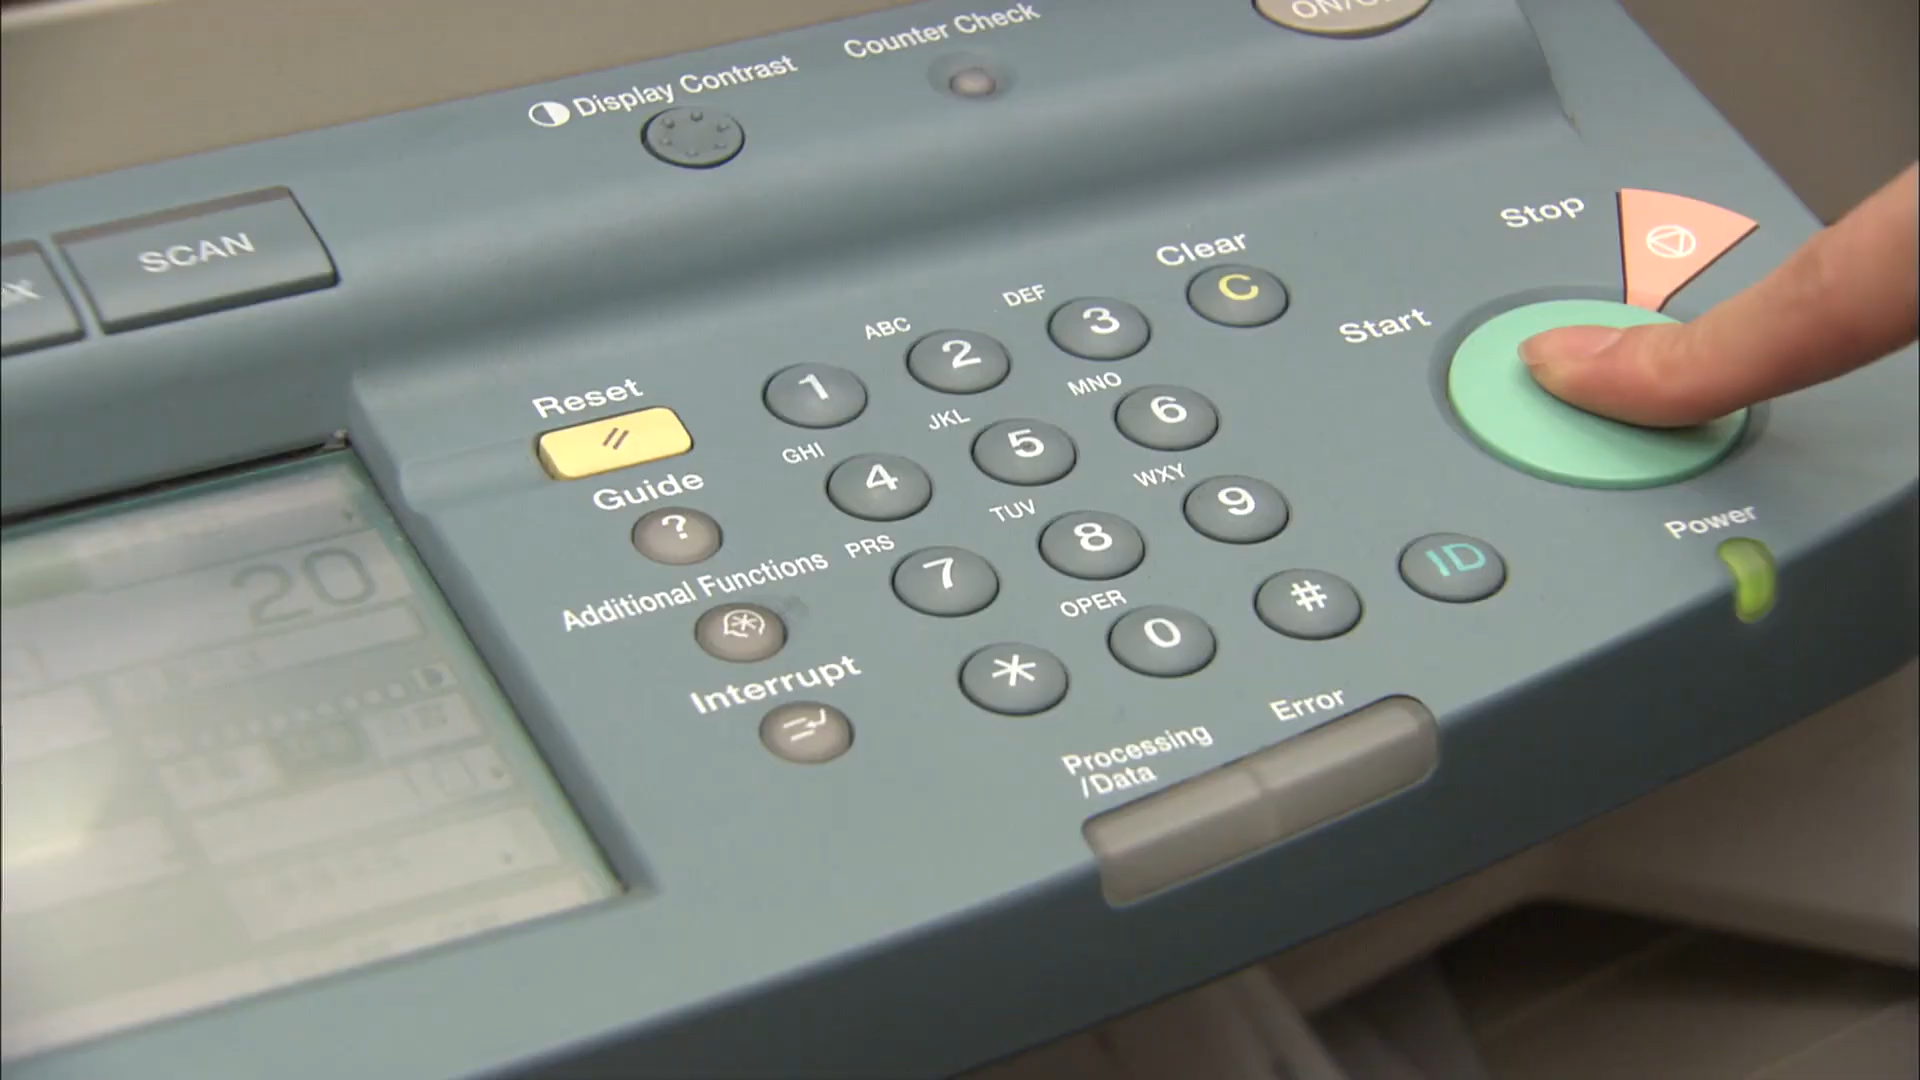 Counter Check
Display Contrast
SCAN
Stop
Start
Clear
C
Reset
1
ABC
2
DEF
3
Guide
?
GHI
4
JKL
5
MNO
6
Additional Functions
PRS
7
TUV
8
WXY
9
Interrupt
*
OPER
0
#
ID
Power
Processing
/Data
Error
20